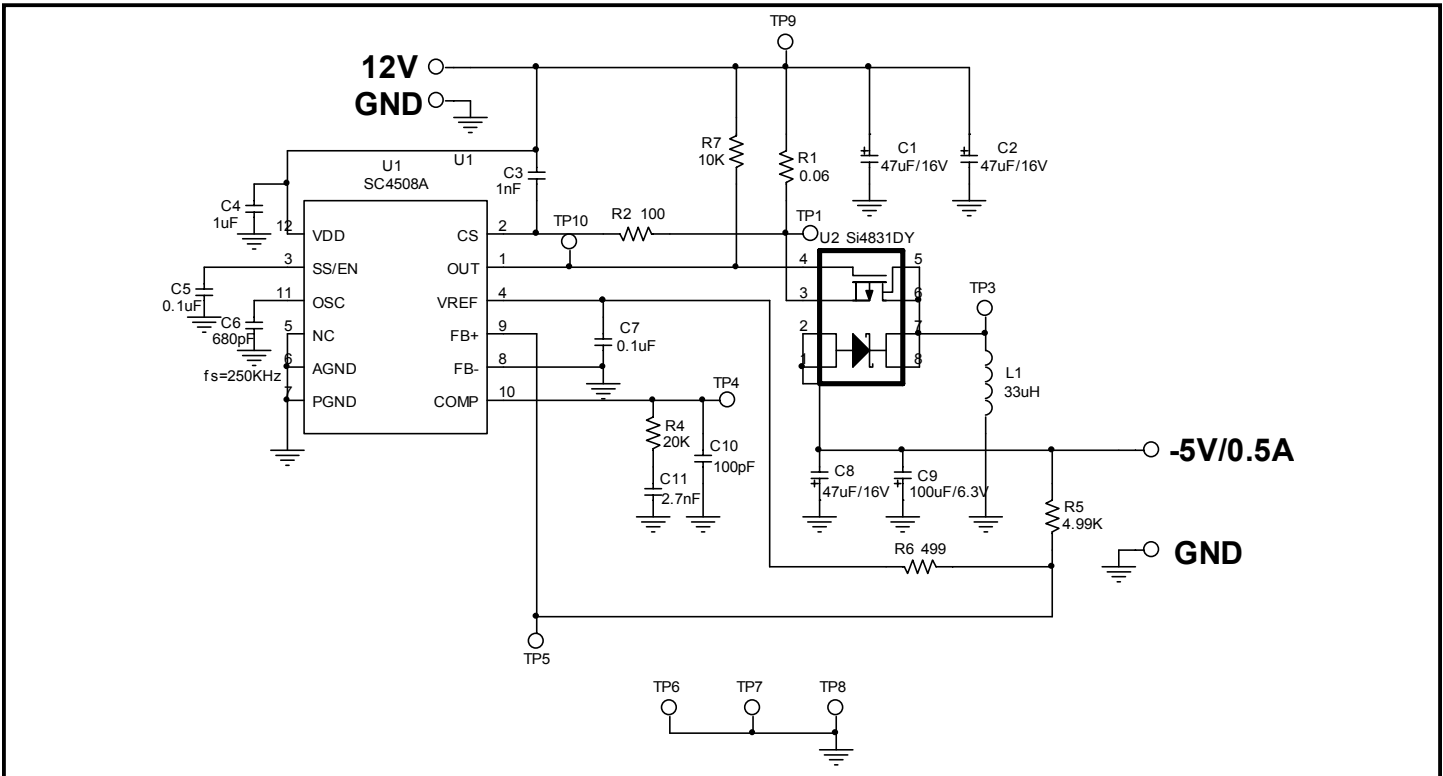 TP9
12V
GND
R7
10K
R1
0.06
C1
47uF/16V
C2
47uF/16V
U1
U1
SC4508A
C3
1nF
C4
1uF
TP10
R2 100
TP1
U2 Si4831DY
12 VDD
CS 2
3 SS/EN
OUT 1
11 OSC
VREF 4
5 NC
FB+ 9
6 AGND
FB- 8
7 PGND
COMP 10
C5
0.1uF
C6
680pF
fs=250KHz
C7
0.1uF
4 5
3 6
2 7
1 8
TP3
L1
33uH
TP4
R4
20K
C10
100pF
C11
2.7nF
-5V/0.5A
C8
47uF/16V
C9
100uF/6.3V
R5
4.99K
R6 499
GND
TP5
TP6
TP7
TP8